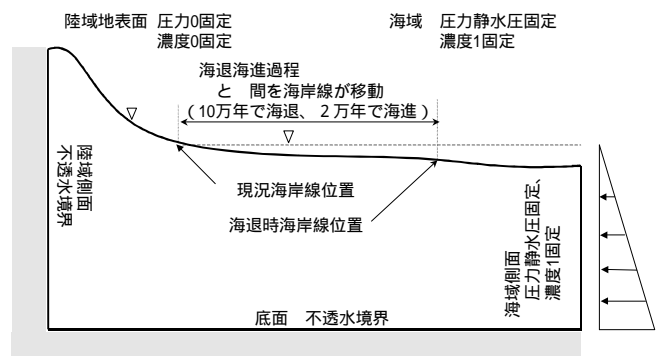 陸域地表面 圧力0固定
濃度0固定
海域 圧力静水圧固定
濃度1固定
海退海進過程
と 間を海岸線が移動
(10万年で海退、2万年で海進)
現況海岸線位置
海退時海岸線位置
陸域側面
不透水境界
海域側面
圧力静水圧固定、
濃度1固定
底面 不透水境界